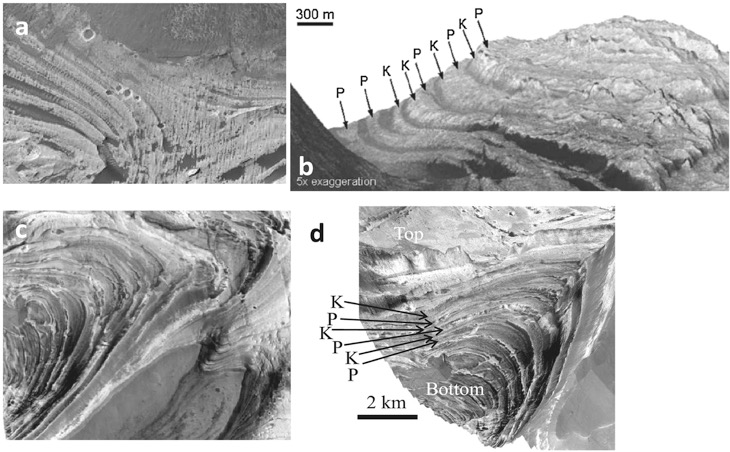 a
300 m
P P K K P K P K P
b
5x exaggeration
c
d
Top
K
P
K
P
K
P
Bottom
2 km